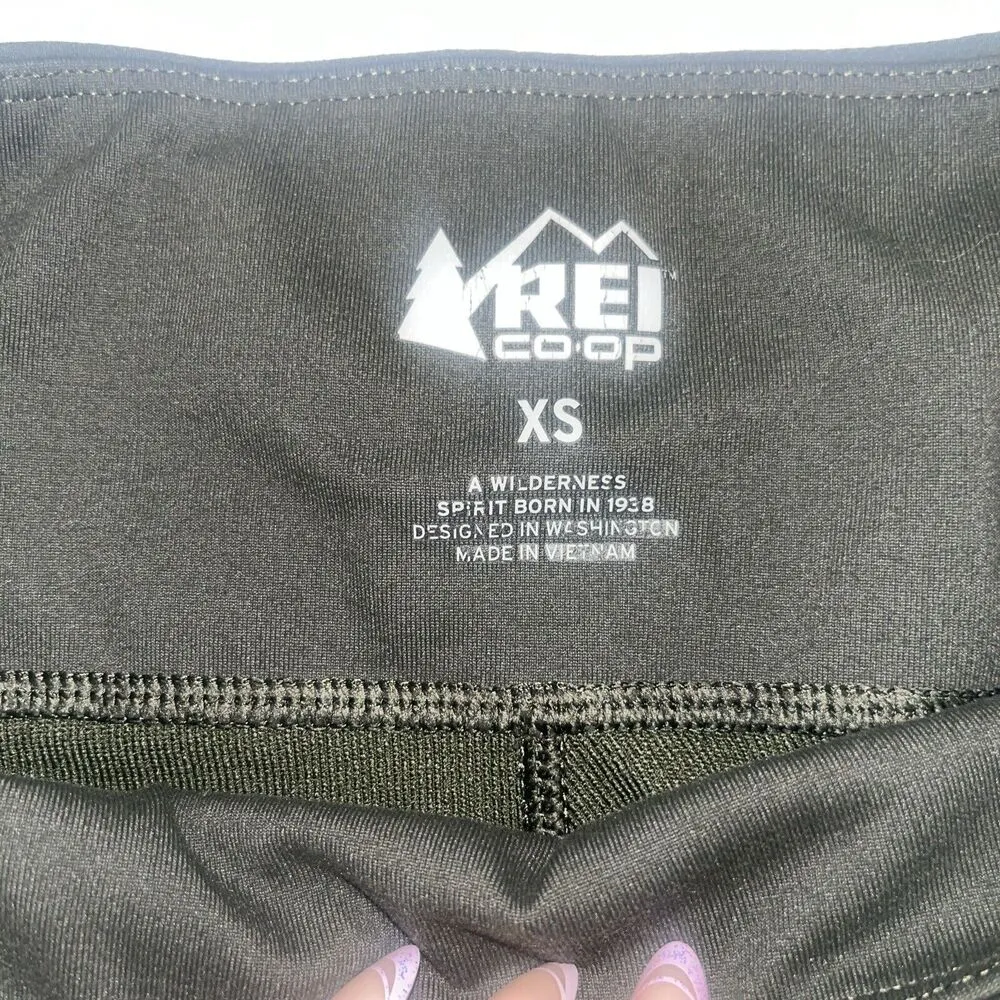 REI
co·op
XS
A WILDERNESS
SPIRIT BORN IN 1938
DESIGNED IN WASHINGTON
MADE IN VIETNAM